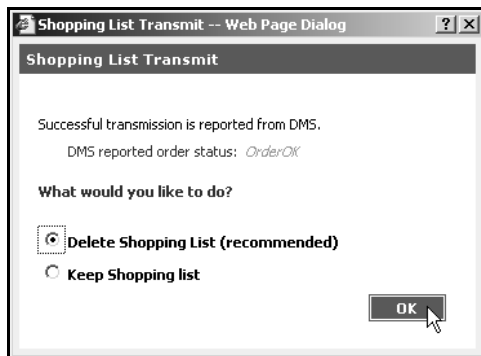 Shopping List Transmit -- Web Page Dialog
Shopping List Transmit
Successful transmission is reported from DMS.
DMS reported order status: OrderOK
What would you like to do?
Delete Shopping List (recommended)
Keep Shopping list
OK